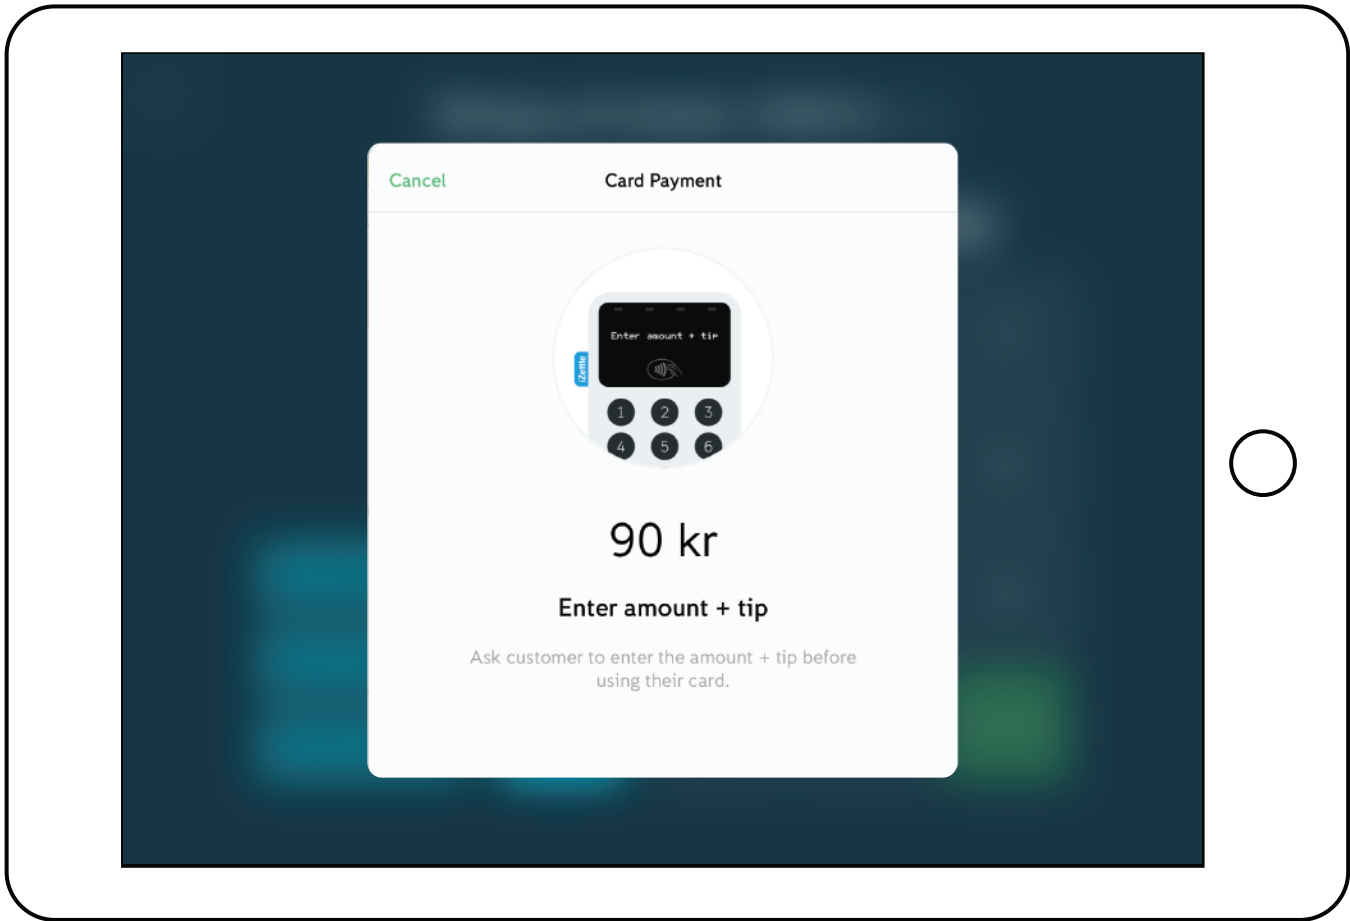 Cancel
Card Payment
Enter amount + tip
iZettle
1 2 3
4 5 6
90 kr
Enter amount + tip
Ask customer to enter the amount + tip before
using their card.